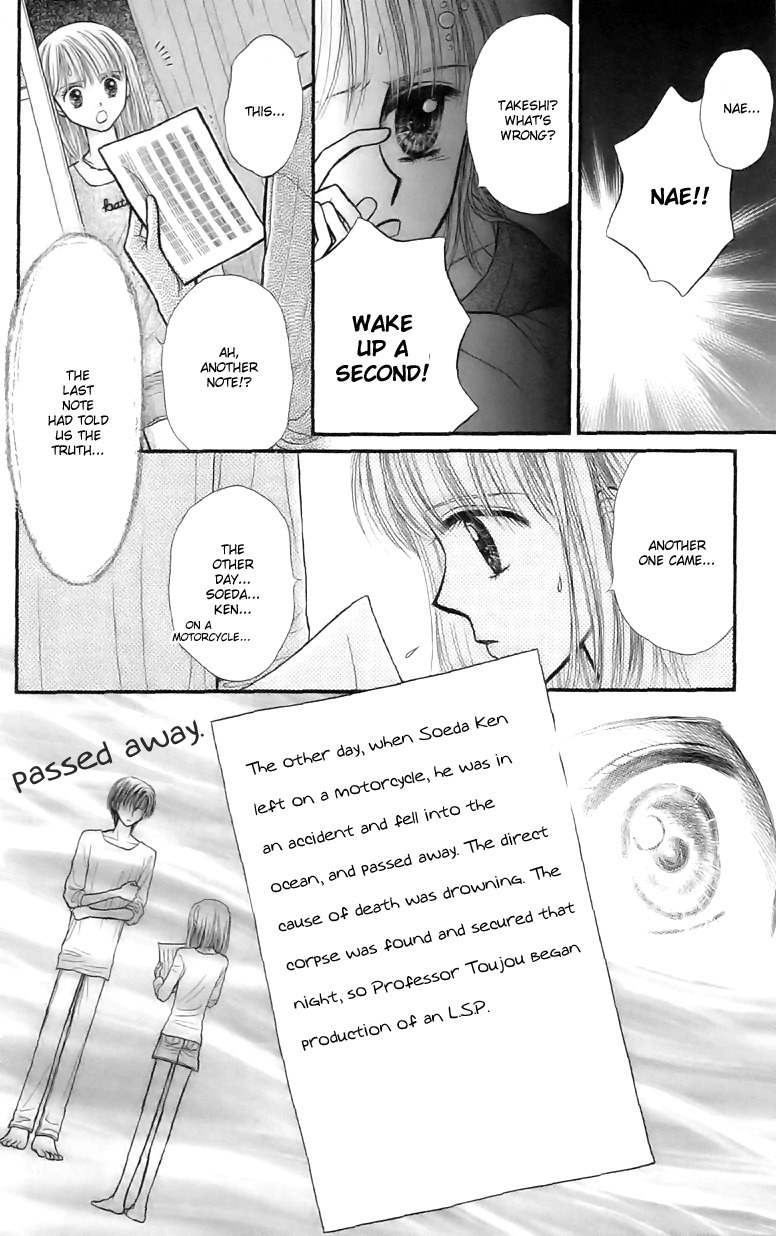 NAE...
NAE!!
TAKESHI?
WHAT'S
WRONG?
WAKE
UP A
SECOND!
THIS...
AH,
ANOTHER
NOTE!?
THE
LAST
NOTE
HAD TOLD
US THE
TRUTH...
ANOTHER
ONE CAME...
THE
OTHER
DAY...
SOEDA...
KEN...
ON A
MOTORCYCLE...
passed away.
The other day, when Soeda Ken
left on a motorcycle, he was in
an accident and fell into the
ocean, and passed away. The direct
cause of death was drowning. The
corpse was found and secured that
night, so Professor Toujou began
production of an L.S.P.